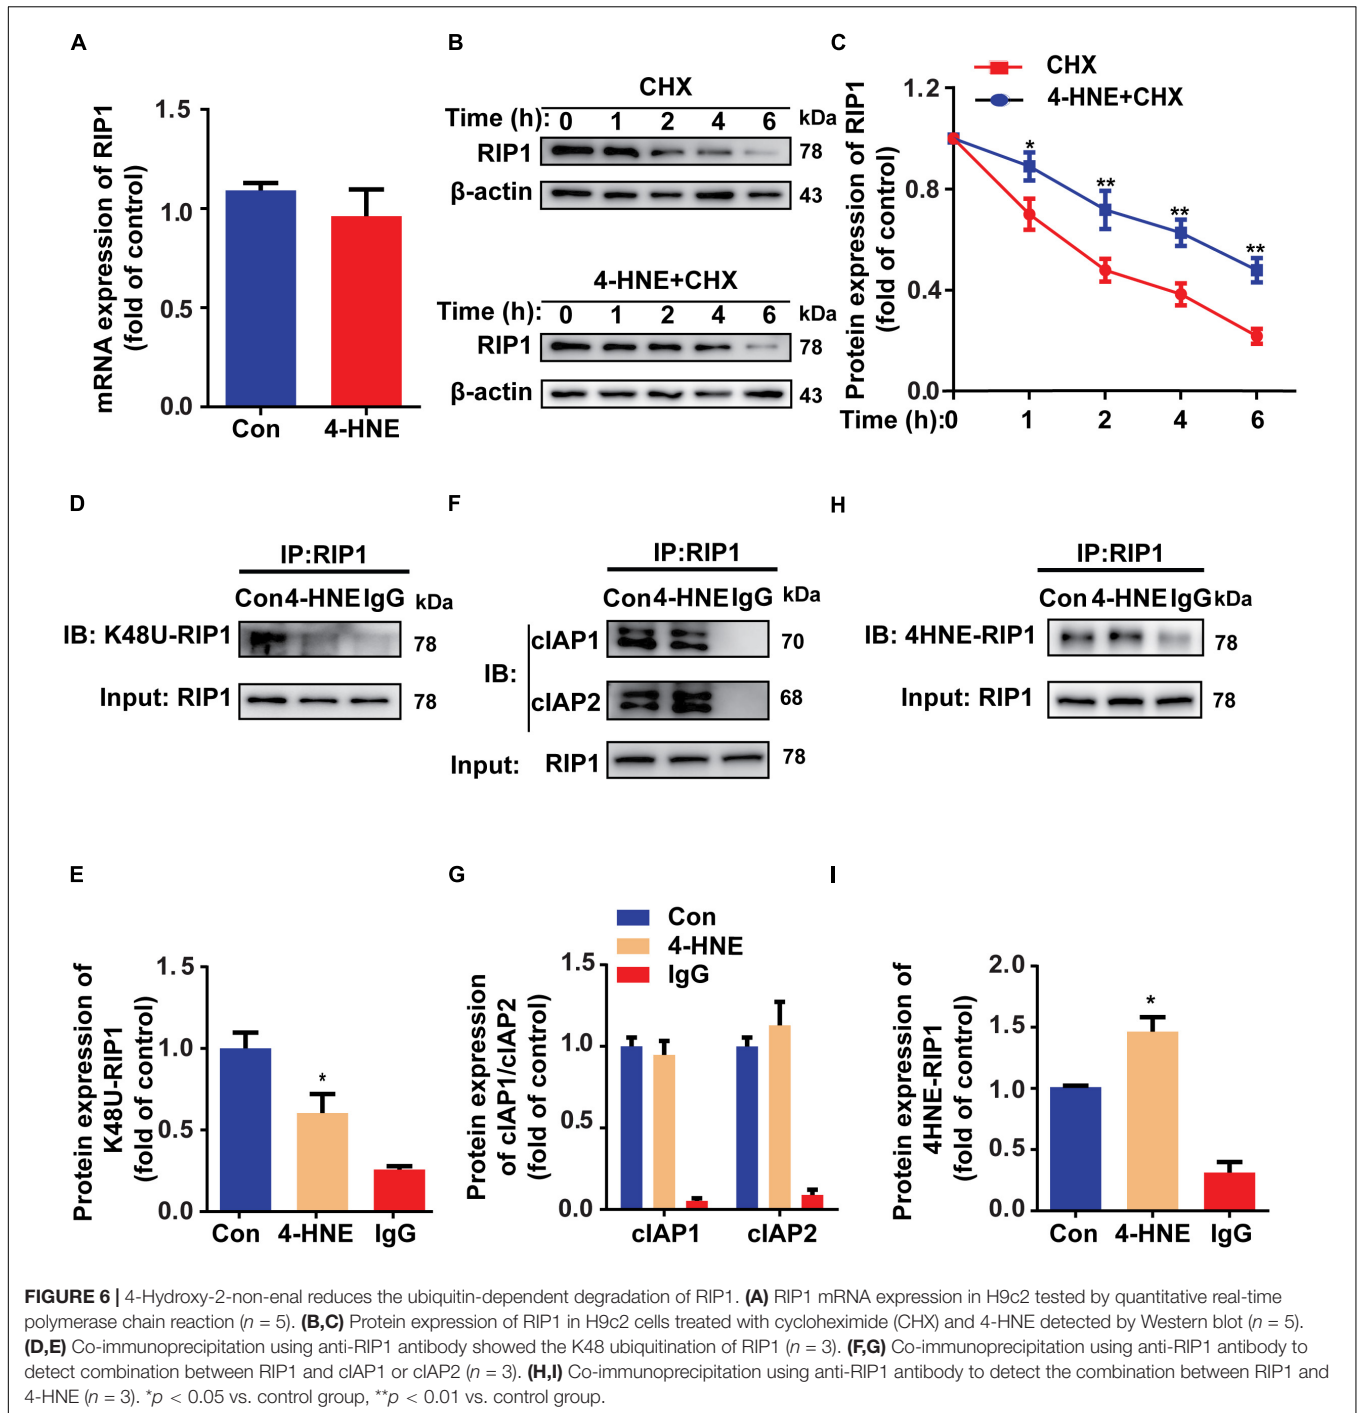 A
mRNA expression of RIP1
(fold of control)
1.5
1.0
0.5
0.0
Con 4-HNE
B
CHX
Time (h): 0 1 2 4 6 kDa
RIP1 78
β-actin 43
4-HNE+CHX
Time (h): 0 1 2 4 6 kDa
RIP1 78
β-actin 43
C
CHX
4-HNE+CHX
Protein expression of RIP1
(fold of control)
1.2
0.8
0.4
0.0
*
**
**
**
Time (h):0 1 2 4 6
D
IP:RIP1
Con 4-HNE IgG kDa
IB: K48U-RIP1 78
Input: RIP1 78
F
IP:RIP1
Con 4-HNE IgG kDa
IB:
cIAP1 70
cIAP2 68
Input: RIP1 78
H
IP:RIP1
Con 4-HNE IgG kDa
IB: 4HNE-RIP1 78
Input: RIP1 78
E
Protein expression of
K48U-RIP1
(fold of control)
1.5
1.0
0.5
0.0
*
Con 4-HNE IgG
G
Con
4-HNE
IgG
Protein expression
of cIAP1/cIAP2
(fold of control)
1.5
1.0
0.5
0.0
cIAP1 cIAP2
I
Protein expression of
4HNE-RIP1
(fold of control)
2.0
1.5
1.0
0.5
0.0
*
Con 4-HNE IgG
FIGURE 6 | 4-Hydroxy-2-non-enal reduces the ubiquitin-dependent degradation of RIP1. (A) RIP1 mRNA expression in H9c2 tested by quantitative real-time
polymerase chain reaction (n = 5). (B,C) Protein expression of RIP1 in H9c2 cells treated with cycloheximide (CHX) and 4-HNE detected by Western blot (n = 5).
(D,E) Co-immunoprecipitation using anti-RIP1 antibody showed the K48 ubiquitination of RIP1 (n = 3). (F,G) Co-immunoprecipitation using anti-RIP1 antibody to
detect combination between RIP1 and cIAP1 or cIAP2 (n = 3). (H,I) Co-immunoprecipitation using anti-RIP1 antibody to detect the combination between RIP1 and
4-HNE (n = 3). *p < 0.05 vs. control group, **p < 0.01 vs. control group.